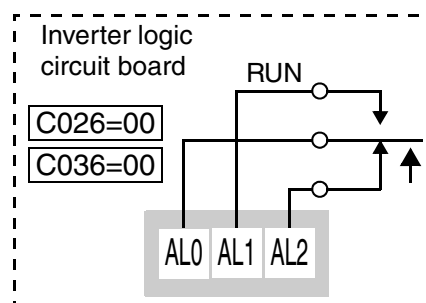 Inverter logic
circuit board
RUN
C026=00
C036=00
AL0 AL1 AL2